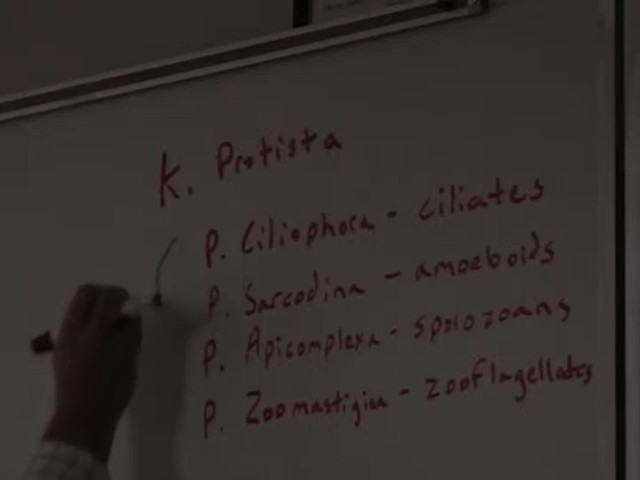 K. Protista
P. Ciliophora - ciliates
P. Sarcodina - amoeboids
P. Apicomplexa - sporozoans
P. Zoomastigina - zooflagellates